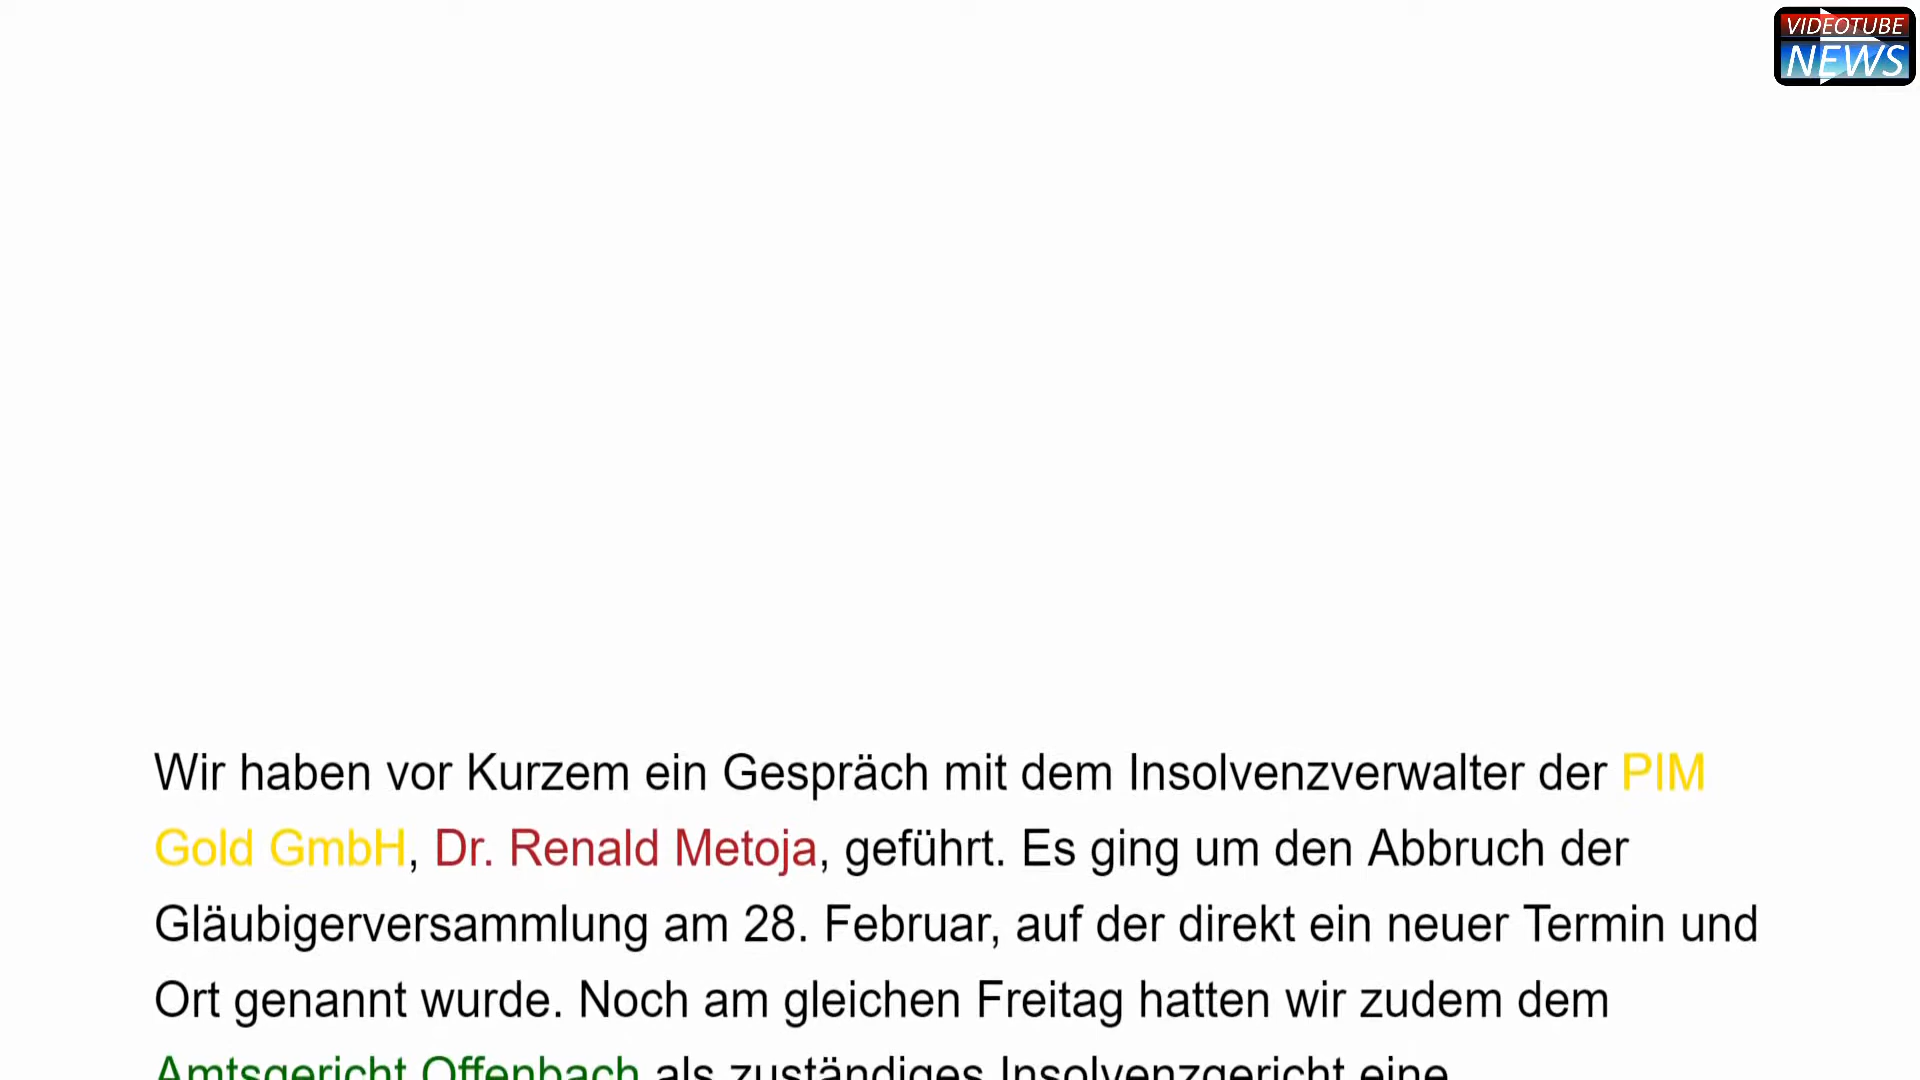 VIDEOTUBE
NEWS
Wir haben vor Kurzem ein Gespräch mit dem Insolvenzverwalter der PIM
Gold GmbH, Dr. Renald Metoja, geführt. Es ging um den Abbruch der
Gläubigerversammlung am 28. Februar, auf der direkt ein neuer Termin und
Ort genannt wurde. Noch am gleichen Freitag hatten wir zudem dem
Amtsgericht Offenbach als zuständiges Insolvenzgericht eine